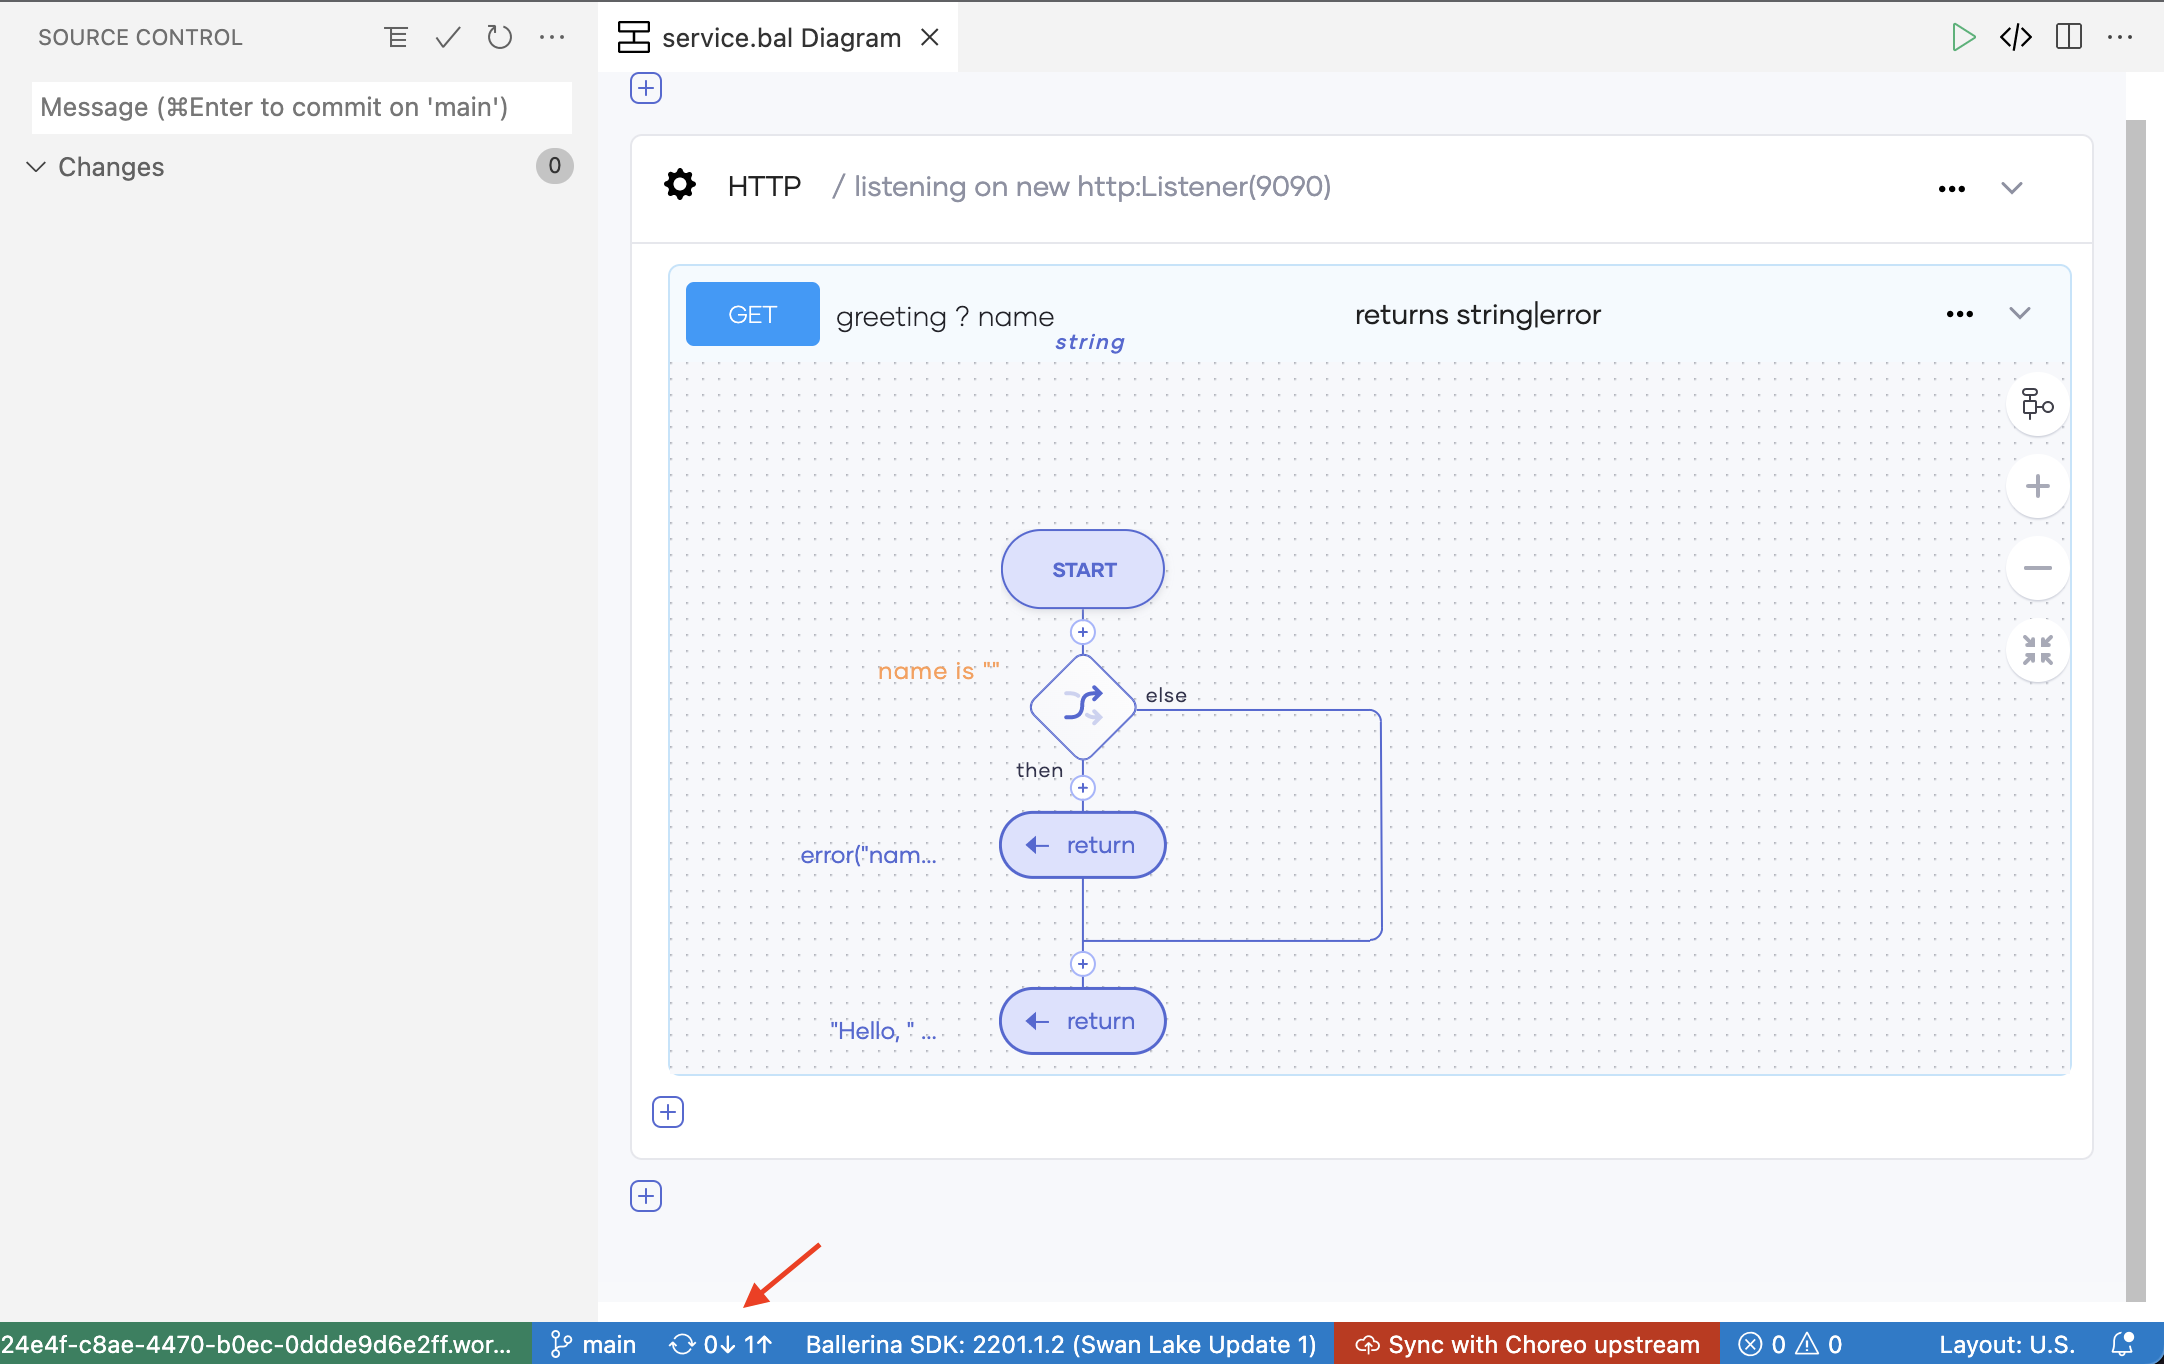 SOURCE CONTROL
service.bal Diagram
Message (⌘Enter to commit on 'main')
Changes
0
HTTP / listening on new http:Listener(9090)
GET greeting ? name returns string|error
string
START
name is ""
else
then
return
error("nam...
return
"Hello, " ...
24e4f-c8ae-4470-b0ec-0ddde9d6e2ff.wor... main 0↓ 1↑ Ballerina SDK: 2201.1.2 (Swan Lake Update 1) Sync with Choreo upstream 0 0 Layout: U.S.